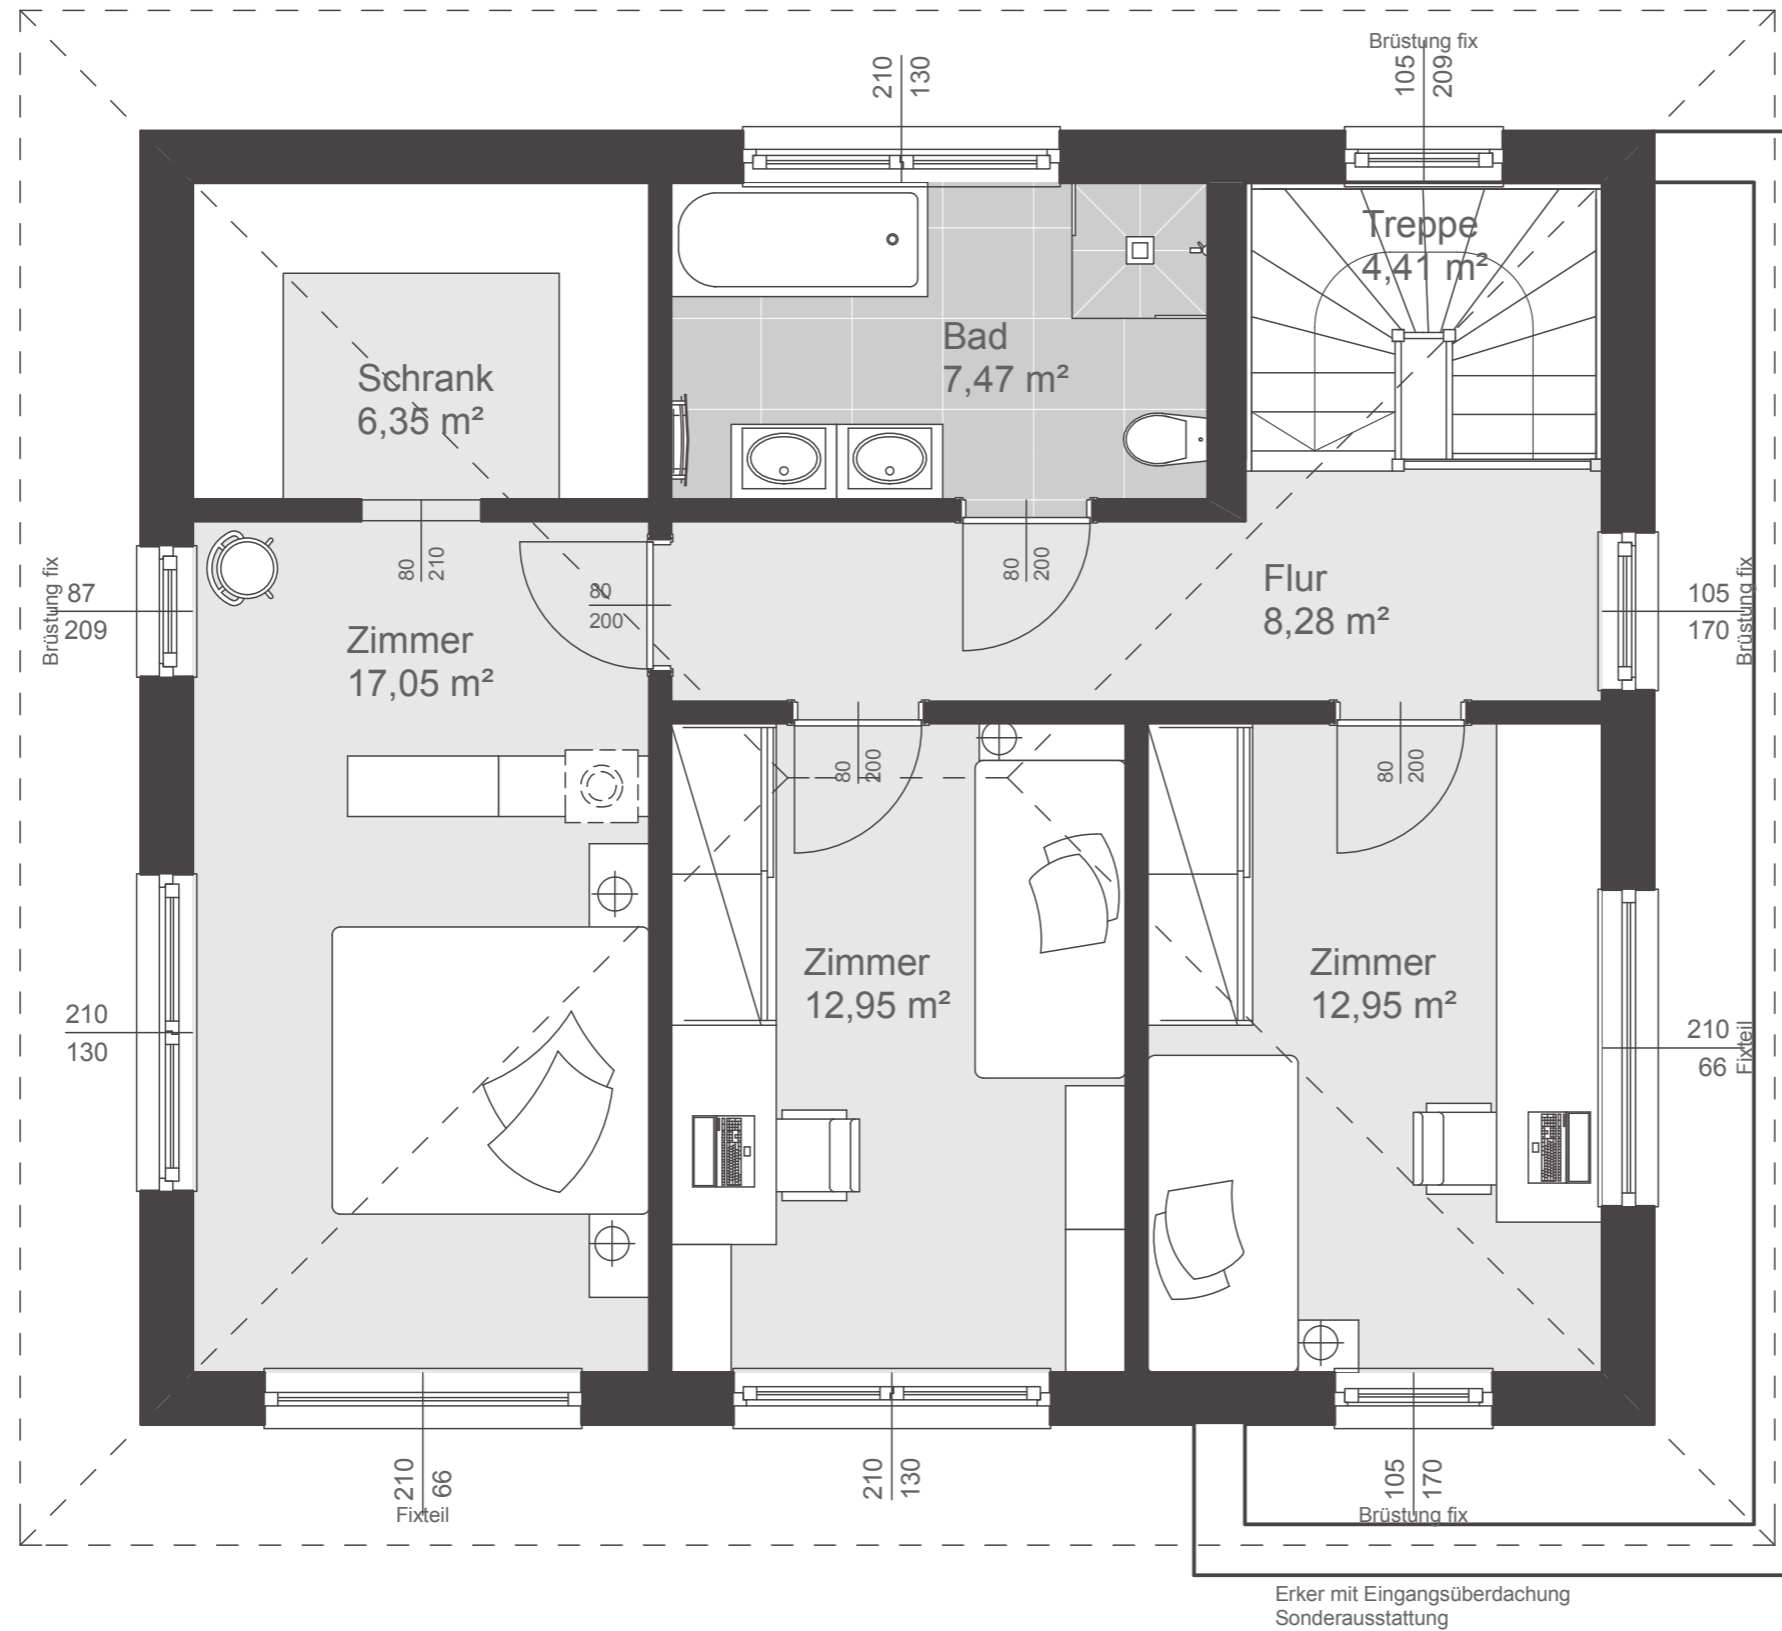 Brüstung fix
210
130
105
209
Treppe
4,41 m²
Bad
7,47 m²
Schrank
6,35 m²
80
210
80
200
80
200
Flur
8,28 m²
Brüstung fix
87
209
105
170
Brüstung fix
Zimmer
17,05 m²
80
200
80
200
Zimmer
12,95 m²
Zimmer
12,95 m²
210
130
210
66
Fixteil
210
66
Fixteil
210
130
105
170
Brüstung fix
Erker mit Eingangsüberdachung
Sonderausstattung